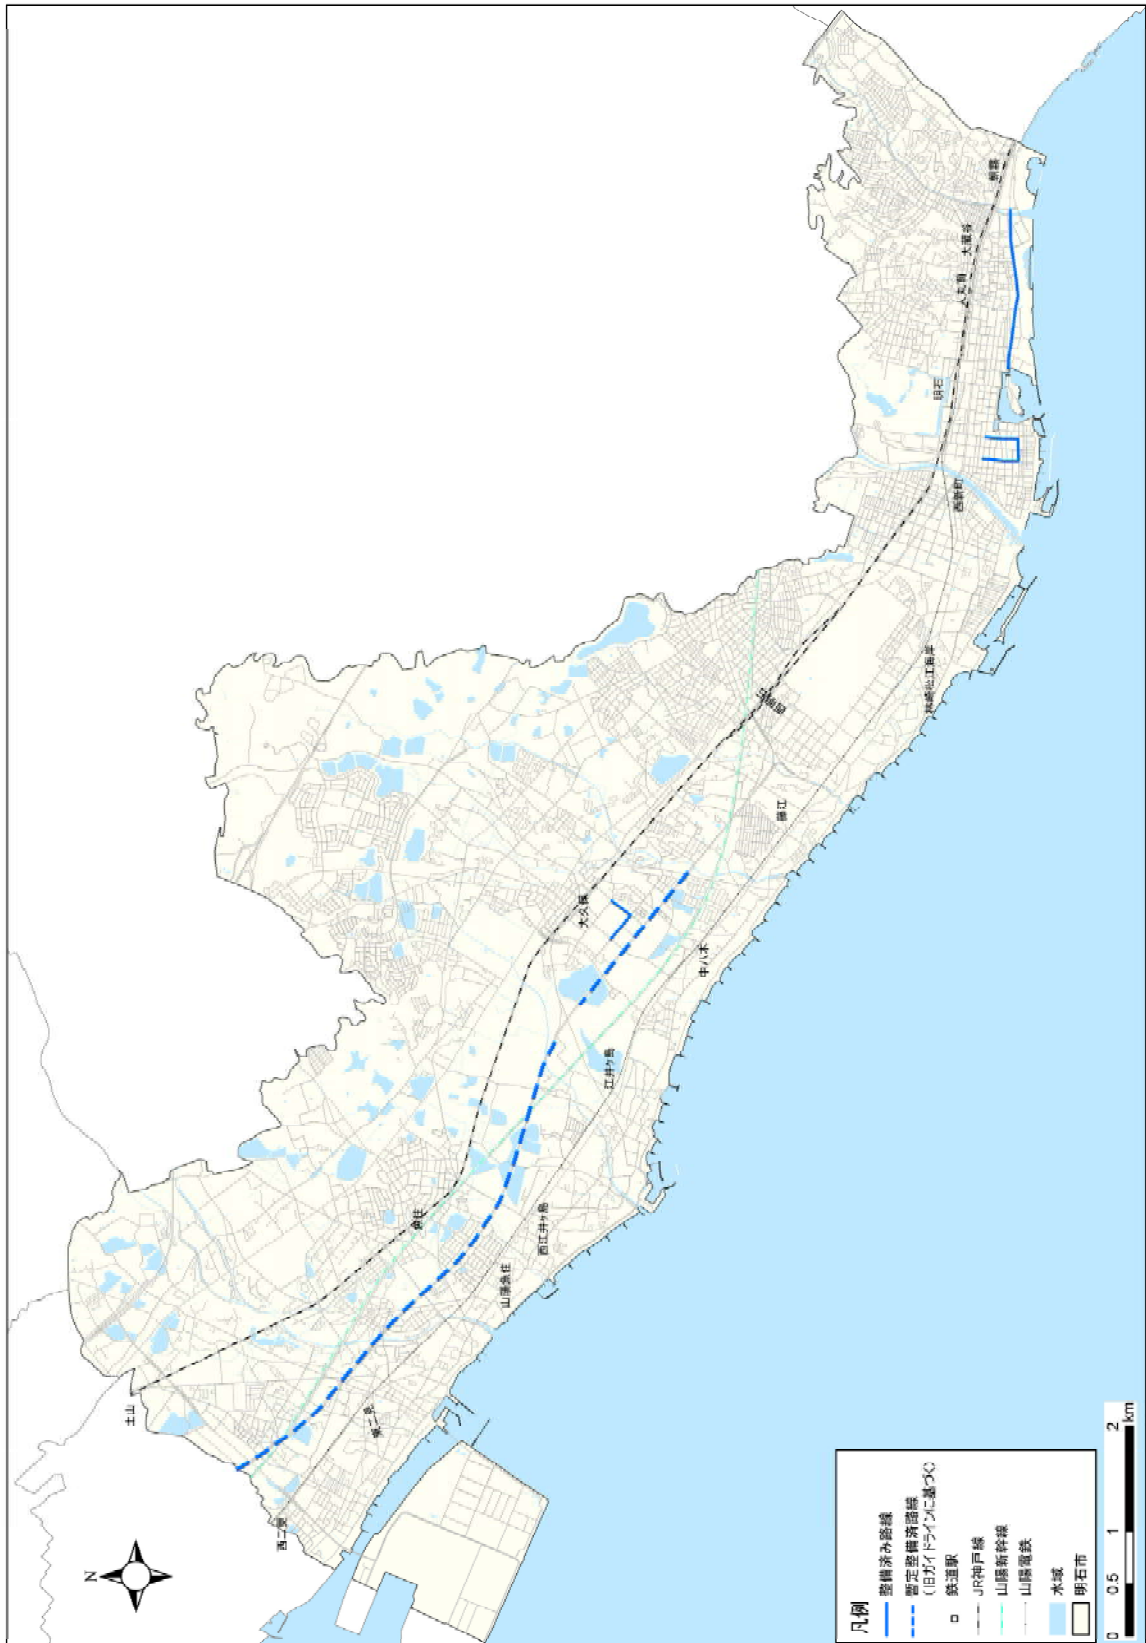 N
土山
西二見
東二見
魚住
山陽魚住
西江井ヶ島
江井ヶ島
大久保
中八木
藤江
西明石
林崎松江海岸
西新町
明石
人丸前
大蔵谷
朝霧
凡例
整備済み路線
暫定整備済路線
(旧ガイドラインに基づく)
鉄道駅
JR神戸線
山陽新幹線
山陽電鉄
水域
明石市
0 0.5 1 2
km